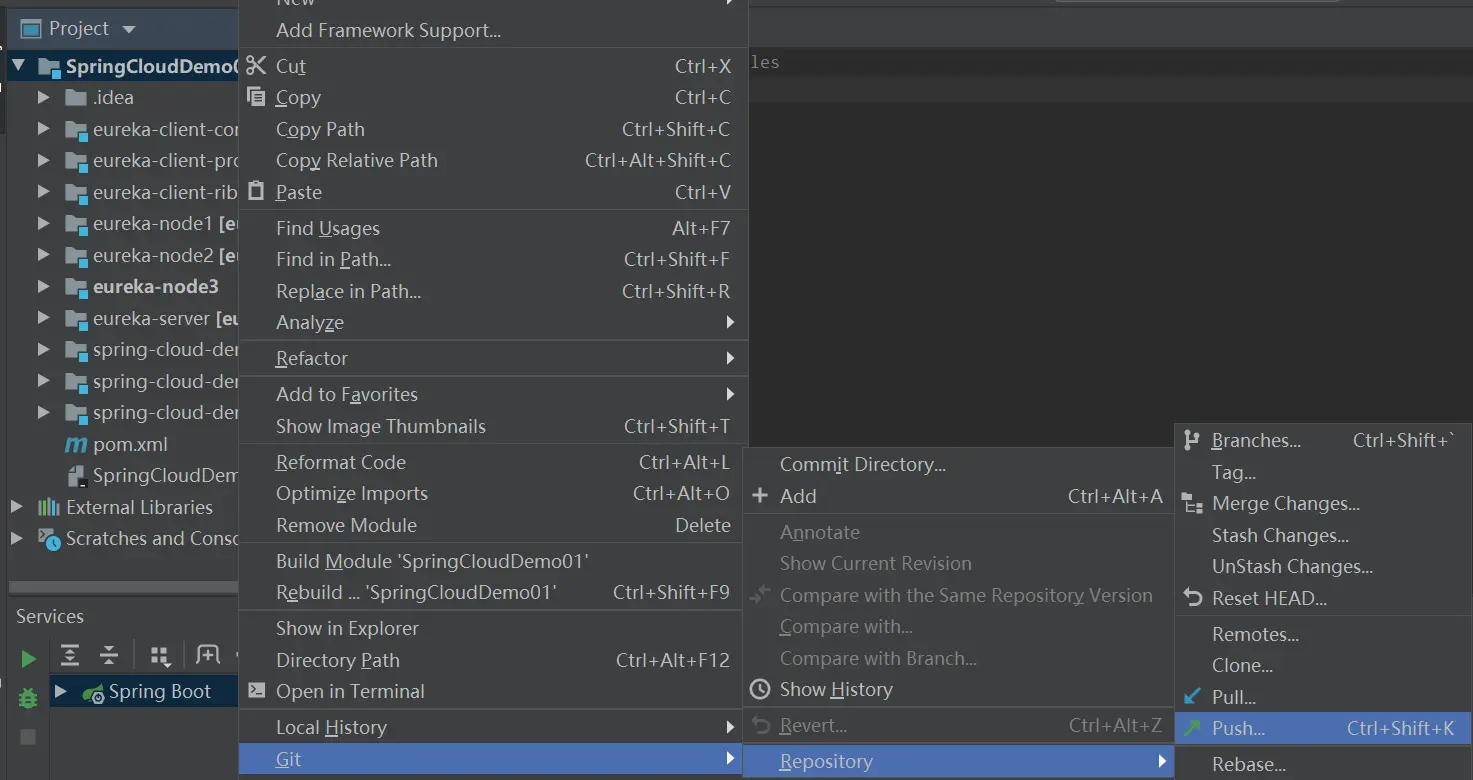 Project
SpringCloudDemo
.idea
eureka-client-con
eureka-client-pro
eureka-client-rib
eureka-node1 [eu
eureka-node2 [eu
eureka-node3
eureka-server [eu
spring-cloud-der
spring-cloud-der
spring-cloud-der
pom.xml
SpringCloudDem
External Libraries
Scratches and Conso
Services
Spring Boot
New
Add Framework Support...
Cut Ctrl+X
Copy Ctrl+C
Copy Path Ctrl+Shift+C
Copy Relative Path Ctrl+Alt+Shift+C
Paste Ctrl+V
Find Usages Alt+F7
Find in Path... Ctrl+Shift+F
Replace in Path... Ctrl+Shift+R
Analyze
Refactor
Add to Favorites
Show Image Thumbnails Ctrl+Shift+T
Reformat Code Ctrl+Alt+L
Optimize Imports Ctrl+Alt+O
Remove Module Delete
Build Module 'SpringCloudDemo01'
Rebuild ... 'SpringCloudDemo01' Ctrl+Shift+F9
Show in Explorer
Directory Path Ctrl+Alt+F12
Open in Terminal
Local History
Git
les
Commit Directory...
Add Ctrl+Alt+A
Annotate
Show Current Revision
Compare with the Same Repository Version
Compare with...
Compare with Branch...
Show History
Revert... Ctrl+Alt+Z
Repository
Branches... Ctrl+Shift+`
Tag...
Merge Changes...
Stash Changes...
UnStash Changes...
Reset HEAD...
Remotes...
Clone...
Pull...
Push... Ctrl+Shift+K
Rebase...